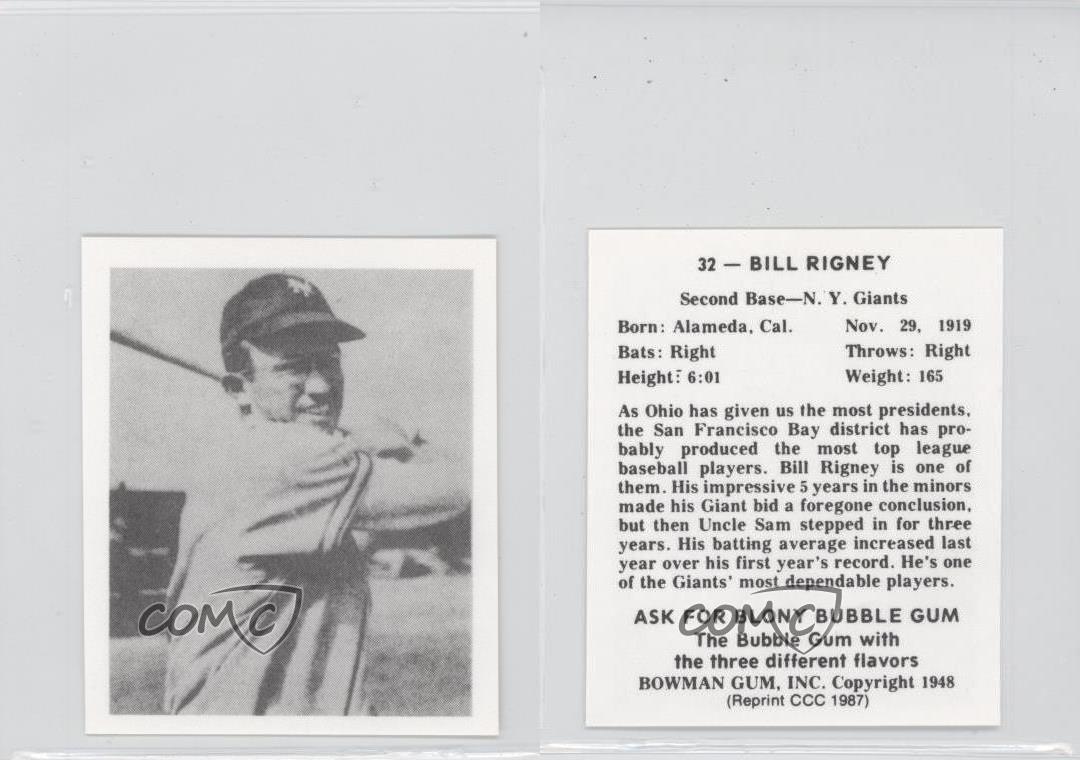 NY
COMC
32 — BILL RIGNEY
Second Base—N. Y. Giants
Born: Alameda, Cal. Nov. 29, 1919
Bats: Right Throws: Right
Height: 6:01 Weight: 165
As Ohio has given us the most presidents,
the San Francisco Bay district has pro-
bably produced the most top league
baseball players. Bill Rigney is one of
them. His impressive 5 years in the minors
made his Giant bid a foregone conclusion,
but then Uncle Sam stepped in for three
years. His batting average increased last
year over his first year's record. He's one
of the Giants' most dependable players.
ASK FOR BLONY BUBBLE GUM
COMC
The Bubble Gum with
the three different flavors
BOWMAN GUM, INC. Copyright 1948
(Reprint CCC 1987)